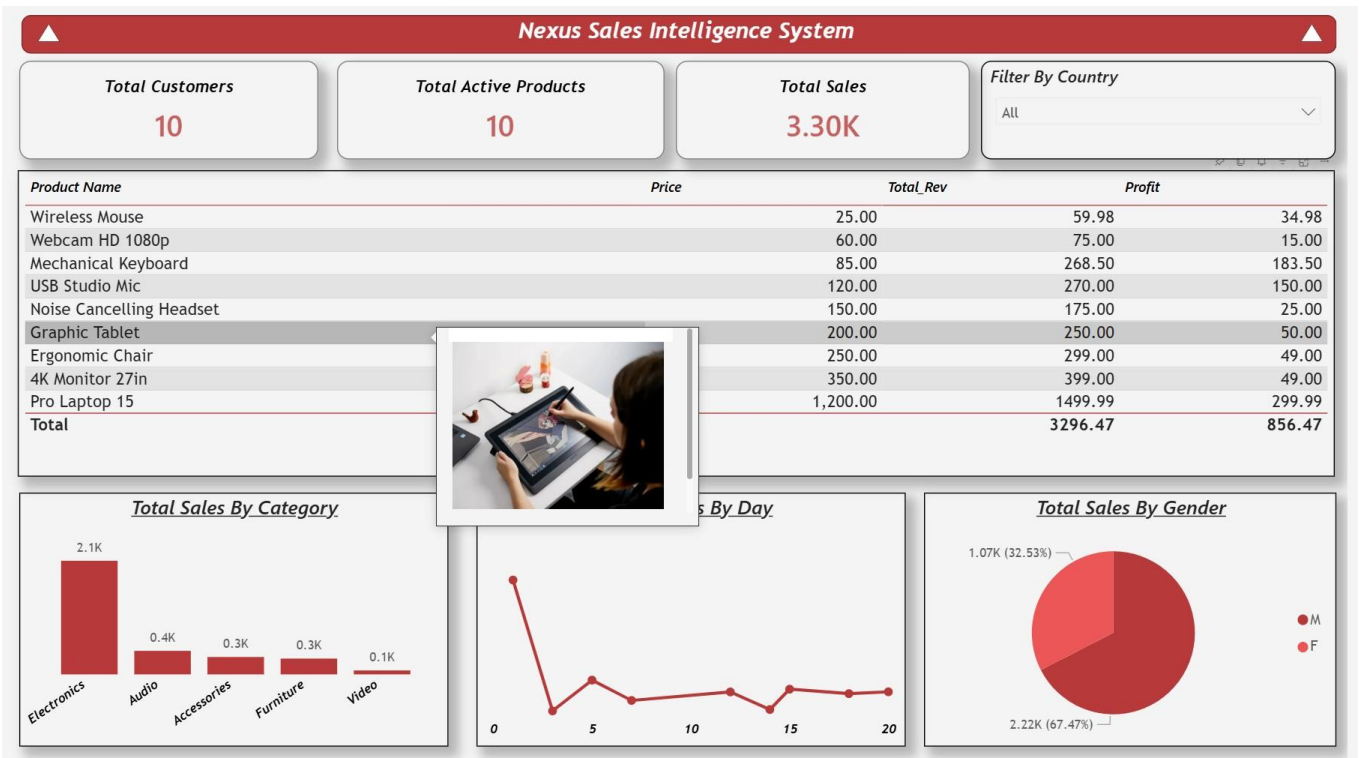 Nexus Sales Intelligence System
Total Customers
10
Total Active Products
10
Total Sales
3.30K
Filter By Country
All
Product Name Price Total_Rev Profit
Wireless Mouse 25.00 59.98 34.98
Webcam HD 1080p 60.00 75.00 15.00
Mechanical Keyboard 85.00 268.50 183.50
USB Studio Mic 120.00 270.00 150.00
Noise Cancelling Headset 150.00 175.00 25.00
Graphic Tablet 200.00 250.00 50.00
Ergonomic Chair 250.00 299.00 49.00
4K Monitor 27in 350.00 399.00 49.00
Pro Laptop 15 1,200.00 1499.99 299.99
Total 3296.47 856.47
Total Sales By Category
2.1K
0.4K
0.3K
0.3K
0.1K
Electronics
Audio
Accessories
Furniture
Video
s By Day
0 5 10 15 20
Total Sales By Gender
1.07K (32.53%)
M
F
2.22K (67.47%)